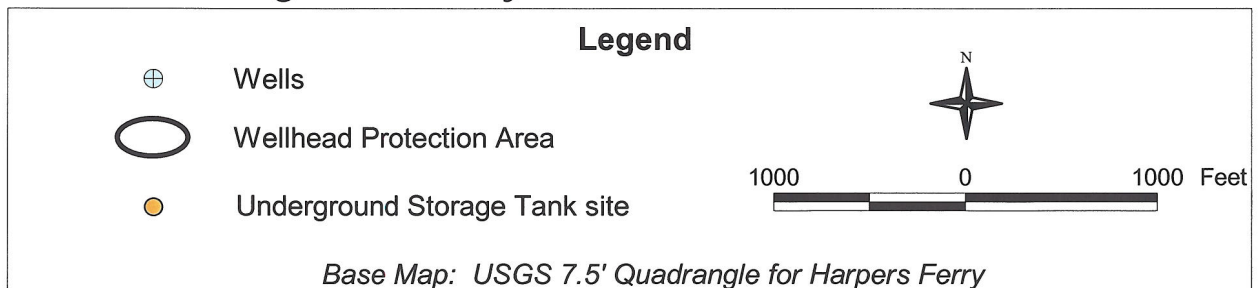 Legend
Wells
N
Wellhead Protection Area
1000 0 1000 Feet
Underground Storage Tank site
Base Map: USGS 7.5' Quadrangle for Harpers Ferry